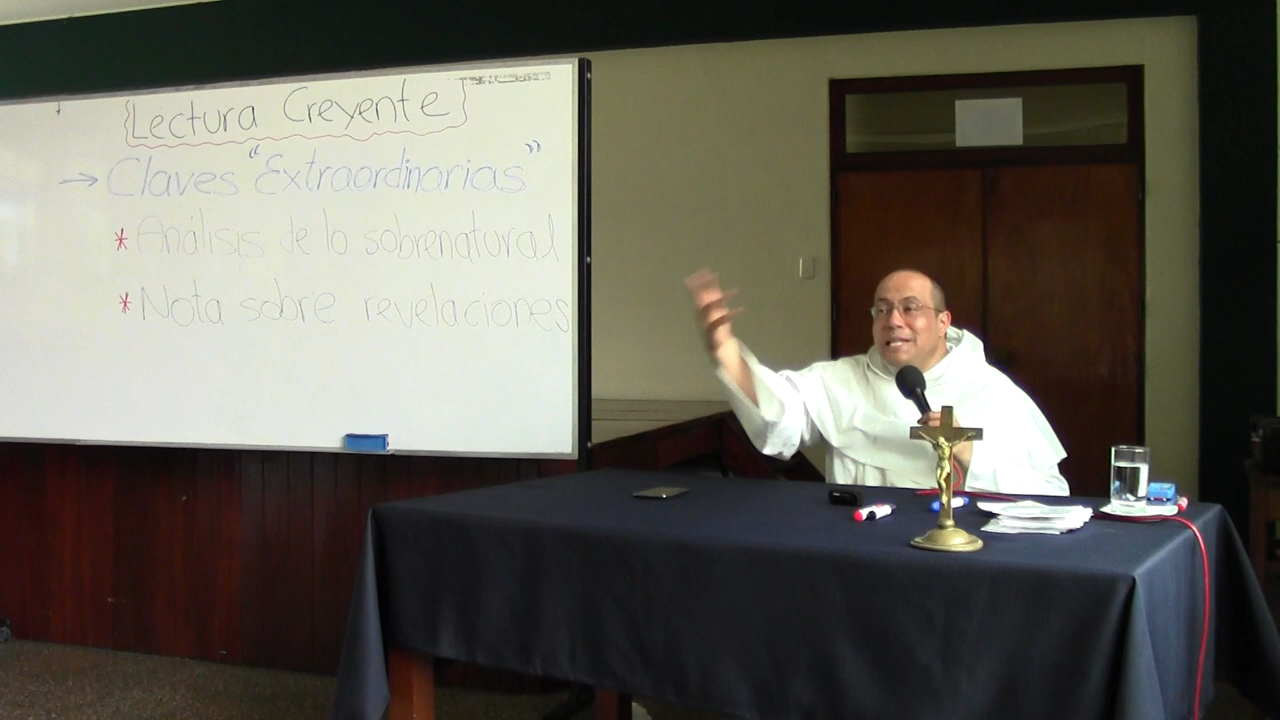 Lectura Creyente
→ Claves "Extraordinarias"
* Análisis de lo sobrenatural
* Nota sobre revelaciones